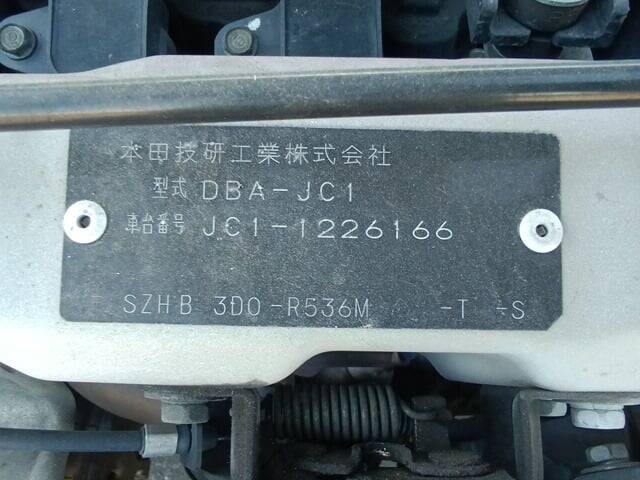 本田技研工業株式会社
型式 DBA-JC1
車台番号 JC1-1226166
SZHB 3D0-R536M -T -S